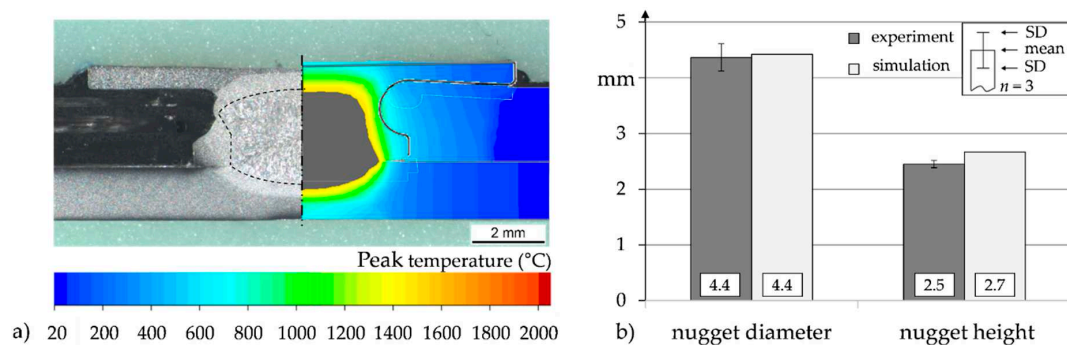 2 mm
Peak temperature (°C)
20 200 400 600 800 1000 1200 1400 1600 1800 2000
a)
5
4
mm
3
2
1
0
experiment
simulation
SD
mean
SD
n = 3
4.4 4.4 2.5 2.7
nugget diameter nugget height
b)